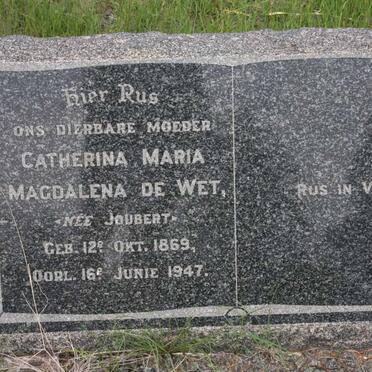 Hier Rus
ONS DIERBARE MOEDER
CATHERINA MARIA
MAGDALENA DE WET,
-NÉE JOUBERT-
GEB. 12e OKT. 1869,
OORL. 16e JUNIE 1947.
RUS IN V